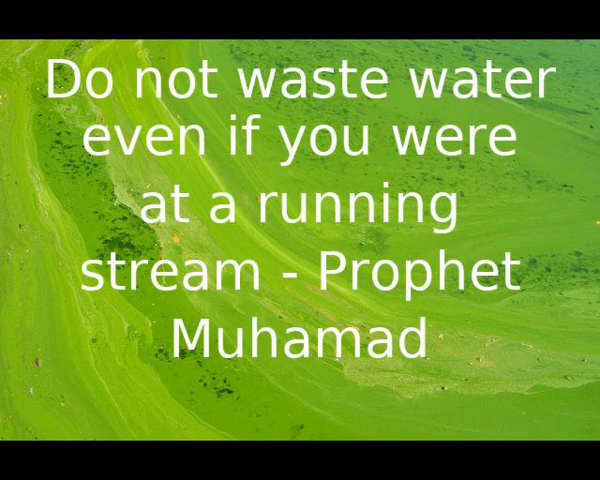 Do not waste water
even if you were
at a running
stream - Prophet
Muhamad